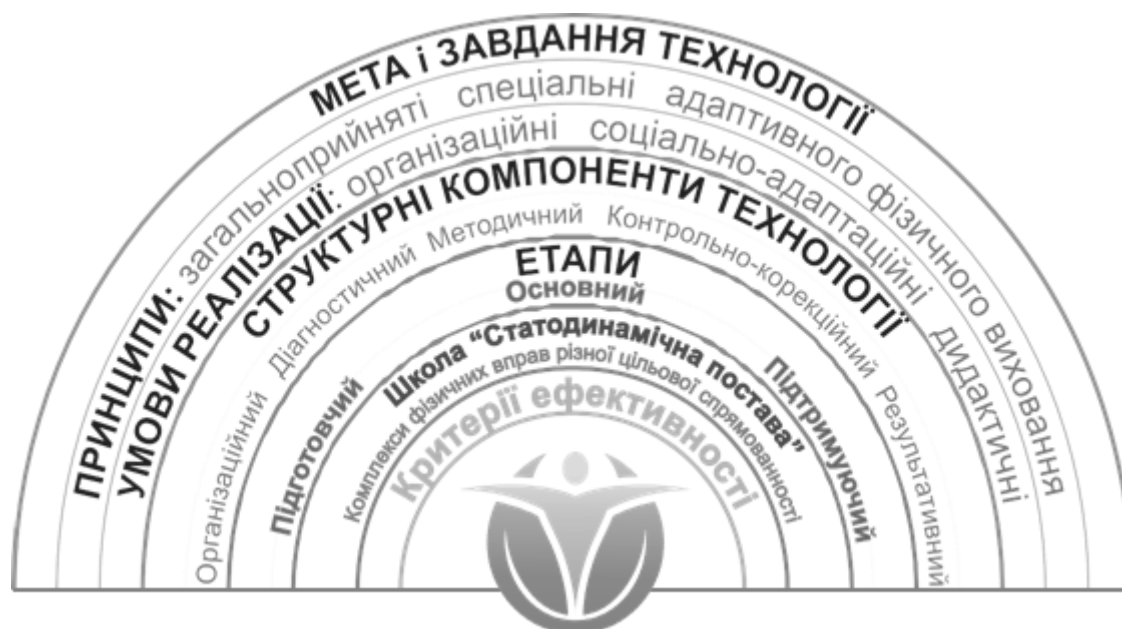 МЕТА і ЗАВДАННЯ ТЕХНОЛОГІЇ
ПРИНЦИПИ: загальноприйняті спеціальні адаптивного фізичного виховання
УМОВИ РЕАЛІЗАЦІЇ: організаційні соціально-адаптаційні дидактичні
СТРУКТУРНІ КОМПОНЕНТИ ТЕХНОЛОГІЇ
Організаційний Діагностичний Методичний Контрольно-корекційний Результативний
ЕТАПИ
Підготовчий Основний Підтримуючий
Школа “Статодинамічна постава”
Комплекси фізичних вправ різної цільової спрямованності
Критерії ефективності